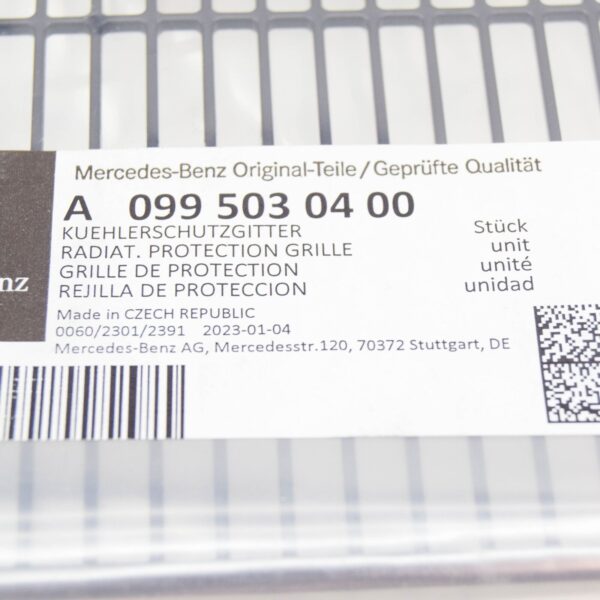 Mercedes-Benz Original-Teile/Geprüfte Qualität
A 099 503 04 00
KUEHLERSCHUTZGITTER
RADIAT. PROTECTION GRILLE
GRILLE DE PROTECTION
REJILLA DE PROTECCION
Stück
unit
unité
unidad
nz
Made in CZECH REPUBLIC
0060/2301/2391 2023-01-04
Mercedes-Benz AG, Mercedesstr.120, 70372 Stuttgart, DE